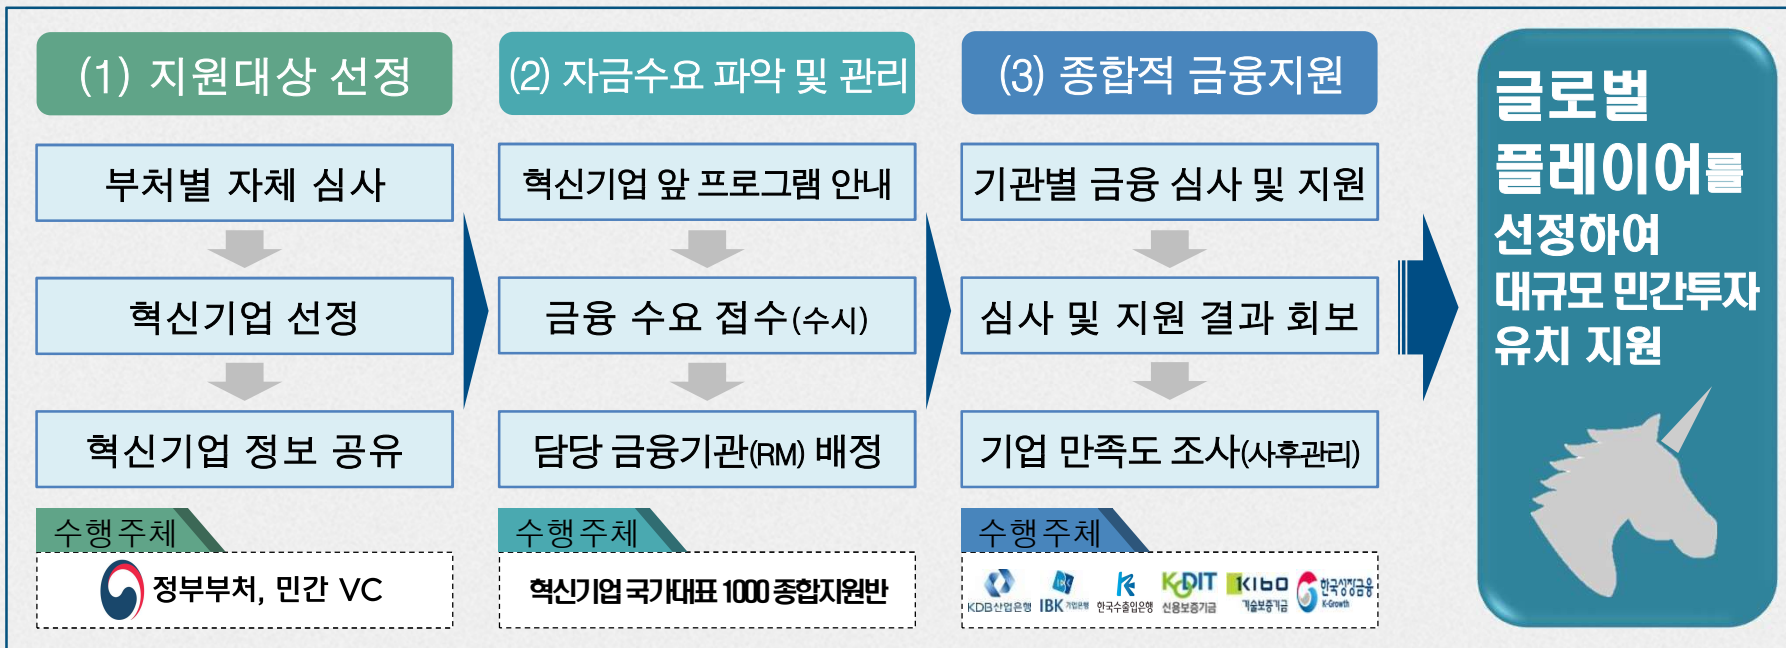 (1) 지원대상 선정
부처별 자체 심사
혁신기업 선정
혁신기업 정보 공유
수행주체
정부부처, 민간 VC
(2) 자금수요 파악 및 관리
혁신기업 앞 프로그램 안내
금융 수요 접수(수시)
담당 금융기관(RM) 배정
수행주체
혁신기업 국가대표 1000 종합지원반
(3) 종합적 금융지원
기관별 금융 심사 및 지원
심사 및 지원 결과 회보
기업 만족도 조사(사후관리)
수행주체
KDB산업은행
IBK기업은행
한국수출입은행
KODIT
신용보증기금
KIBO
기술보증기금
한국성장금융
K-Growth
글로벌
플레이어를
선정하여
대규모 민간투자
유치 지원